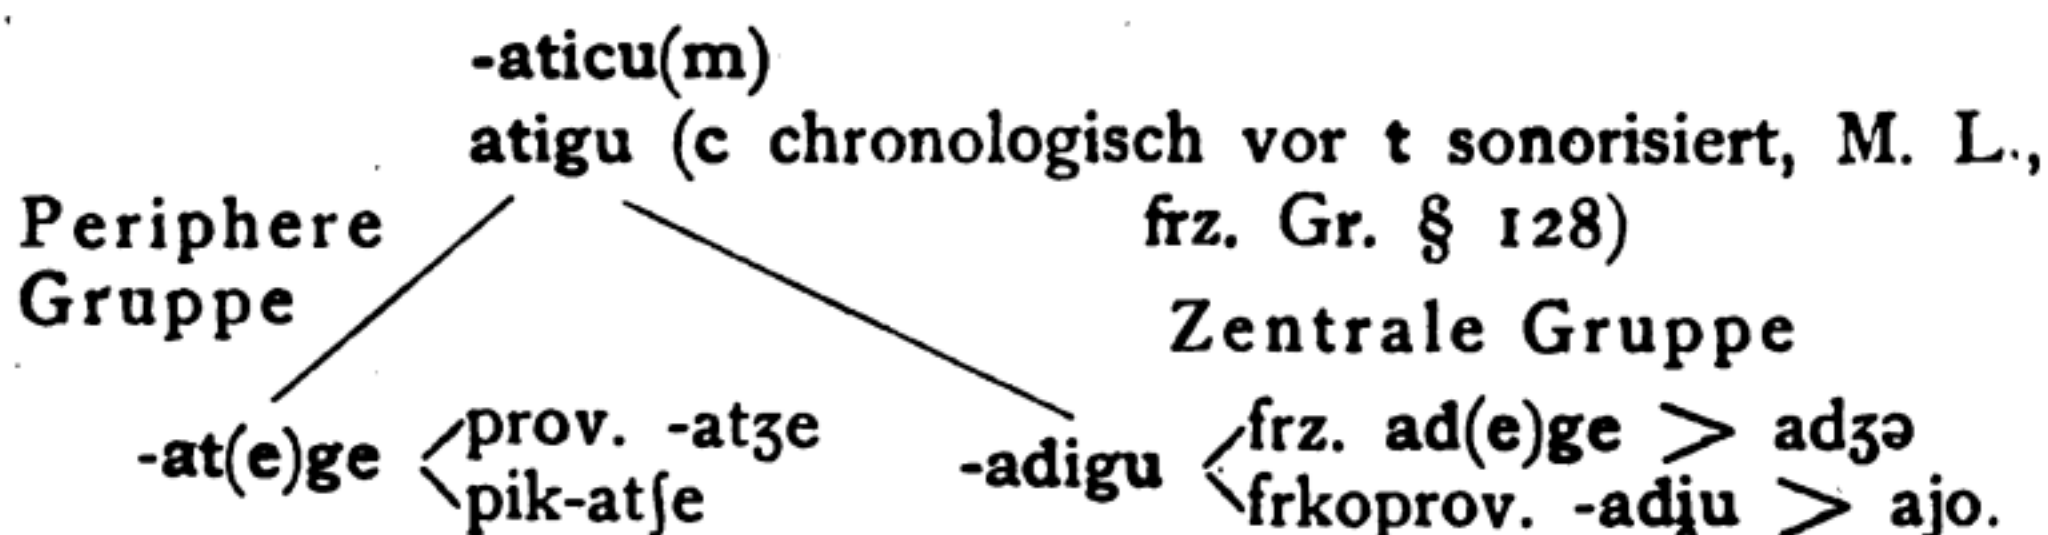 -aticu(m)
atigu (c chronologisch vor t sonorisiert, M. L.,
frz. Gr. § 128)
Periphere
Gruppe
Zentrale Gruppe
-at(e)ge
prov. -atʒe
pik-atʃe
-adigu
frz. ad(e)ge > adʒə
frkoprov. -adi̯u > ajo.